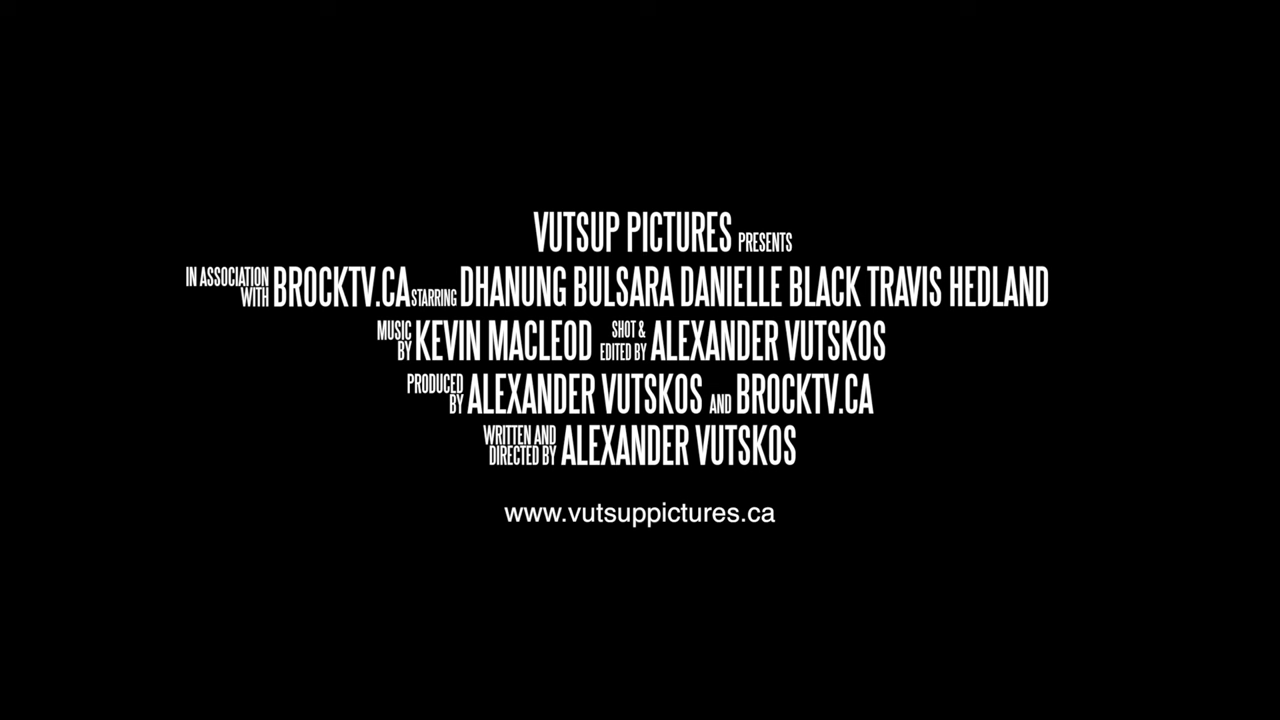 VUTSUP PICTURES PRESENTS
IN ASSOCIATION WITH BROCKTV.CA STARRING DHANUNG BULSARA DANIELLE BLACK TRAVIS HEDLAND
MUSIC BY KEVIN MACLEOD SHOT & EDITED BY ALEXANDER VUTSKOS
PRODUCED BY ALEXANDER VUTSKOS AND BROCKTV.CA
WRITTEN AND DIRECTED BY ALEXANDER VUTSKOS
www.vutsuppictures.ca